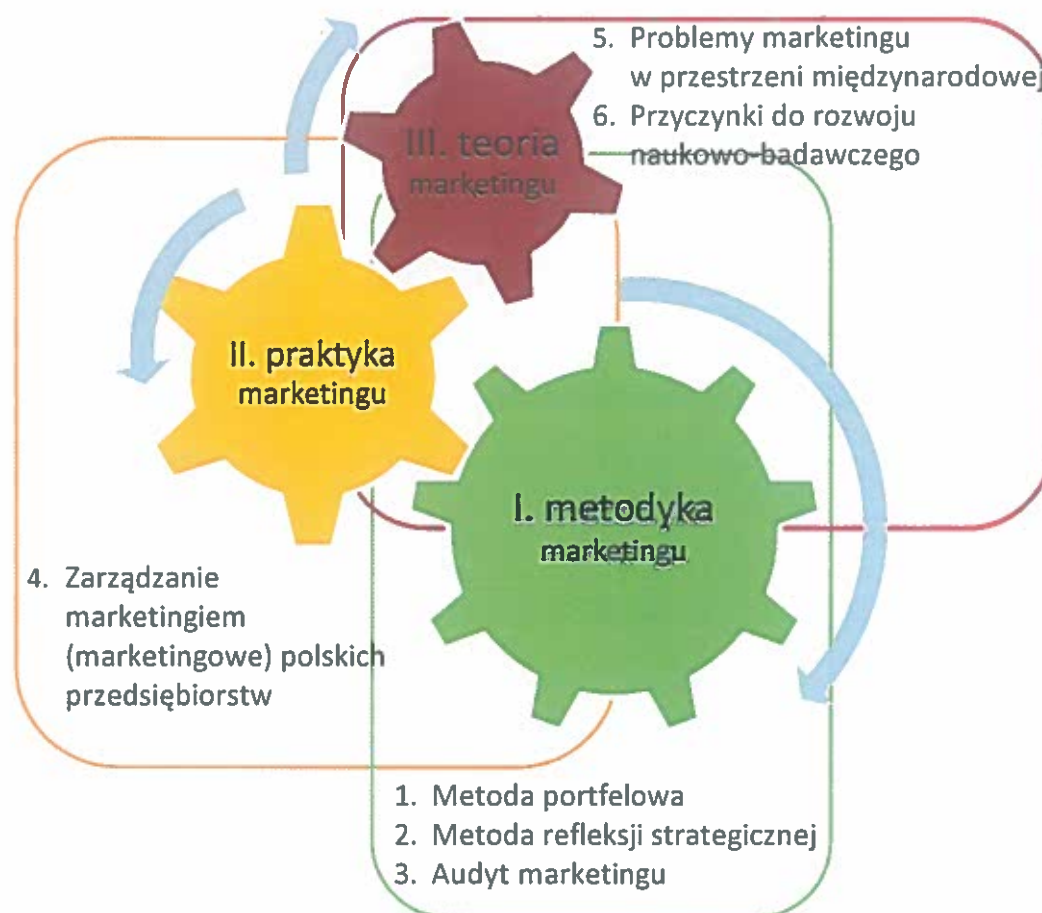 5. Problemy marketingu
w przestrzeni międzynarodowej
6. Przyczynki do rozwoju
naukowo-badawczego
III. teoria
marketingu
II. praktyka
marketingu
I. metodyka
marketingu
4. Zarządzanie
marketingiem
(marketingowe) polskich
przedsiębiorstw
1. Metoda portfelowa
2. Metoda refleksji strategicznej
3. Audyt marketingu